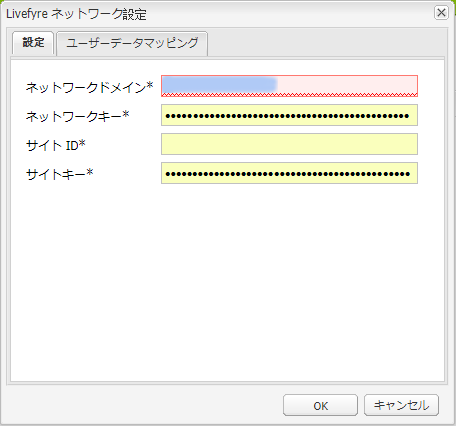 Livefyre ネットワーク設定
設定
ユーザーデータマッピング
ネットワークドメイン*
ネットワークキー* ••••••••••••••••••••••••••••••••••••••••••••
サイト ID*
サイトキー* ••••••••••••••••••••••••••••••••••••••••••••
OK
キャンセル